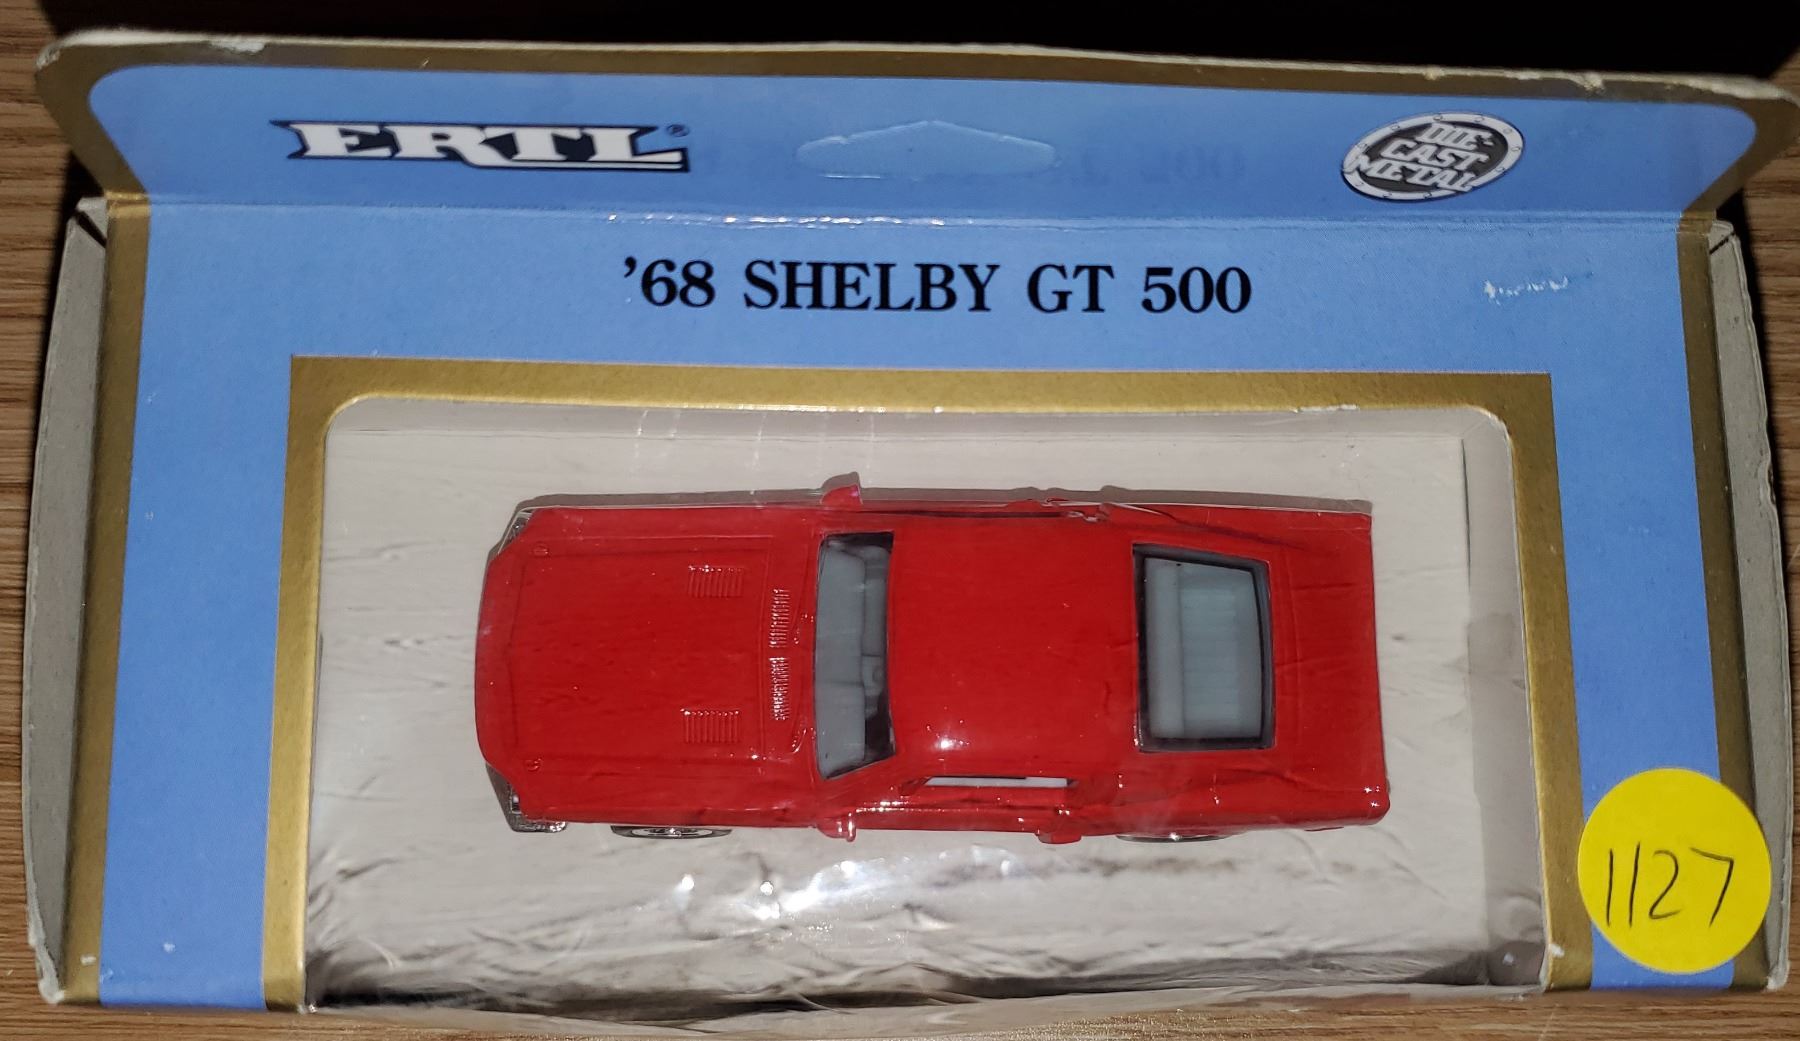 ERTL®
DIE-
CAST
METAL
'68 SHELBY GT 500
1127